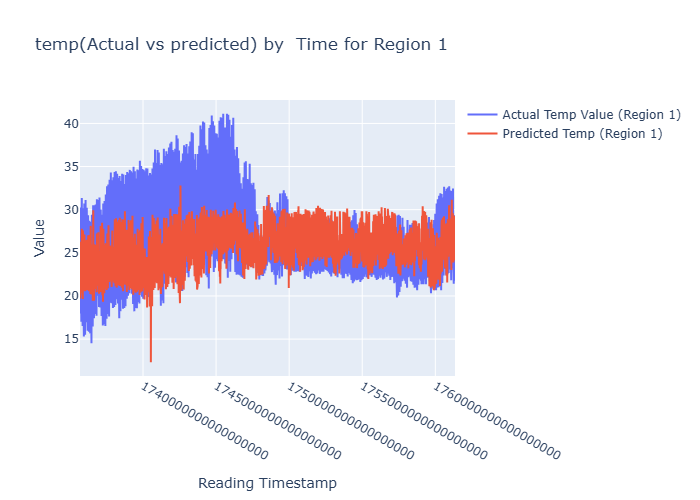 temp(Actual vs predicted) by  Time for Region 1
Actual Temp Value (Region 1)
Predicted Temp (Region 1)
40
35
30
25
20
15
Value
1740000000000000000
1745000000000000000
1750000000000000000
1755000000000000000
1760000000000000000
Reading Timestamp